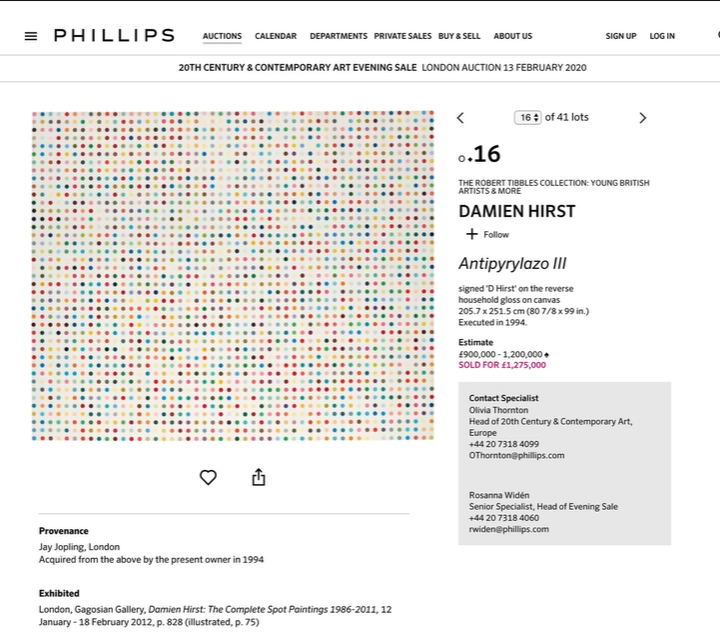 PHILLIPS
AUCTIONS CALENDAR DEPARTMENTS PRIVATE SALES BUY & SELL ABOUT US SIGN UP LOG IN
20TH CENTURY & CONTEMPORARY ART EVENING SALE LONDON AUCTION 13 FEBRUARY 2020
16 of 41 lots
o.16
THE ROBERT TIBBLES COLLECTION: YOUNG BRITISH
ARTISTS & MORE
DAMIEN HIRST
+ Follow
Antipyrylazo III
signed 'D Hirst' on the reverse
household gloss on canvas
205.7 x 251.5 cm (80 7/8 x 99 in.)
Executed in 1994.
Estimate
£900,000 - 1,200,000 ♠
SOLD FOR £1,275,000
Contact Specialist
Olivia Thornton
Head of 20th Century & Contemporary Art,
Europe
+44 20 7318 4099
OThornton@phillips.com
Rosanna Widén
Senior Specialist, Head of Evening Sale
+44 20 7318 4060
rwiden@phillips.com
Provenance
Jay Jopling, London
Acquired from the above by the present owner in 1994
Exhibited
London, Gagosian Gallery, Damien Hirst: The Complete Spot Paintings 1986-2011, 12
January - 18 February 2012, p. 828 (illustrated, p. 75)